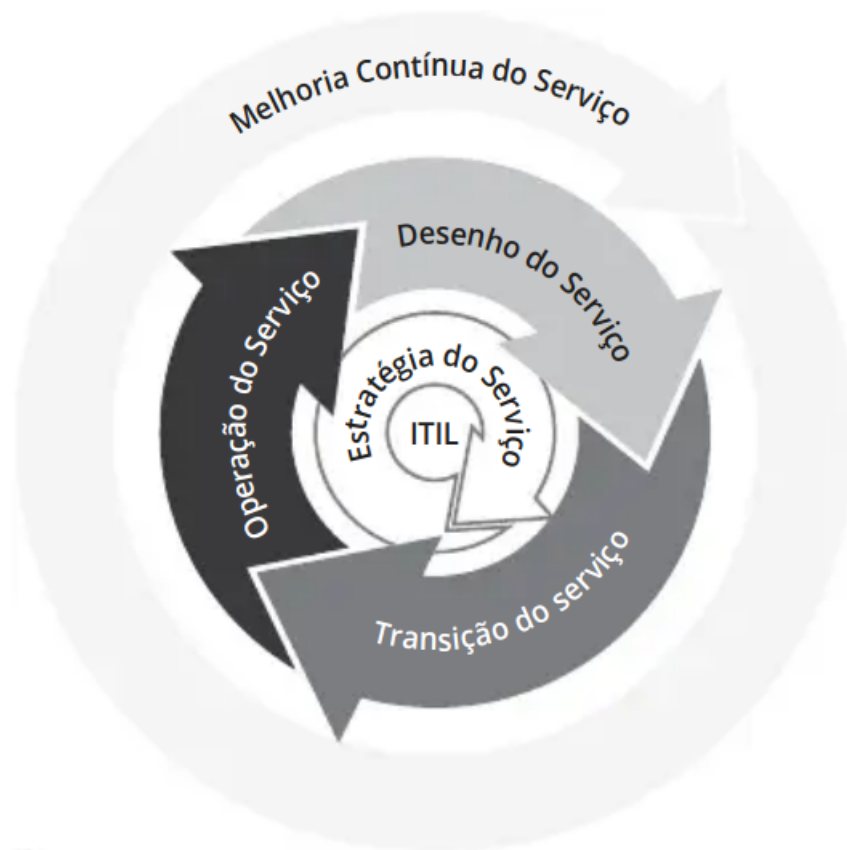 Melhoria Contínua do Serviço
Desenho do Serviço
Operação do Serviço
Estratégia do Serviço
ITIL
Transição do serviço